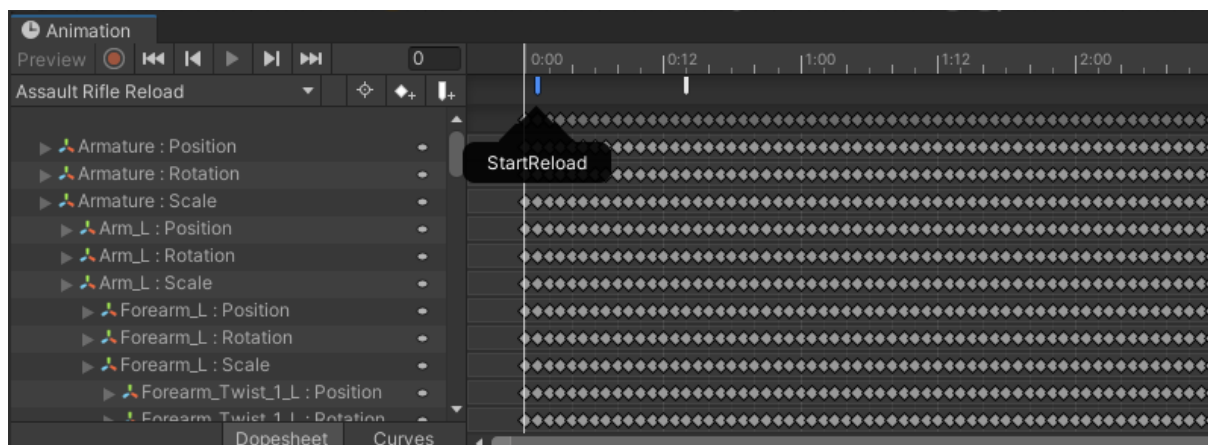 Animation
Preview 0 0:00 0:12 1:00 1:12 2:00
Assault Rifle Reload
Armature : Position
StartReload
Armature : Rotation
Armature : Scale
Arm_L : Position
Arm_L : Rotation
Arm_L : Scale
Forearm_L : Position
Forearm_L : Rotation
Forearm_L : Scale
Forearm_Twist_1_L : Position
Forearm_Twist_1_L : Rotation
Dopesheet Curves